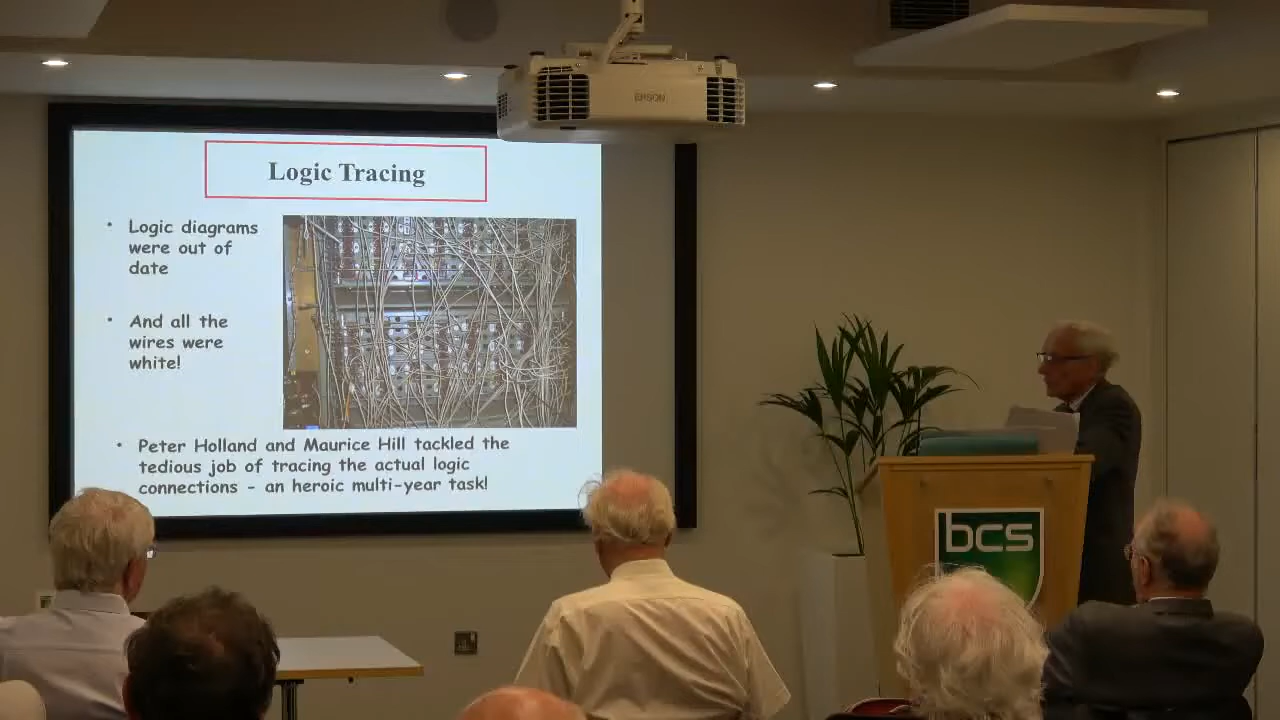 EPSON
Logic Tracing
• Logic diagrams
were out of
date
• And all the
wires were
white!
• Peter Holland and Maurice Hill tackled the
tedious job of tracing the actual logic
connections - an heroic multi-year task!
bcs